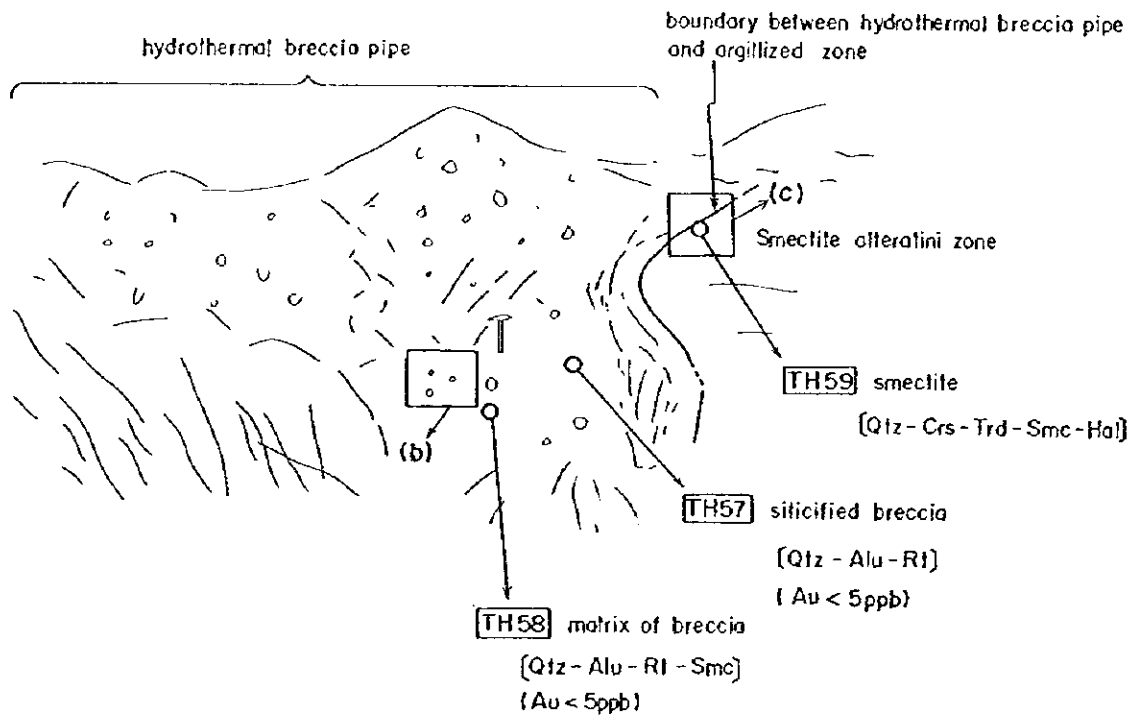 boundary between hydrothermal breccia pipe
and argillized zone
hydrothermal breccia pipe
(c)
Smectite alteratini zone
TH59 smectite
[Qtz - Crs - Trd - Smc - Hal]
(b)
TH57 silicified breccia
[Qtz - Alu - Rt]
(Au < 5ppb)
TH58 matrix of breccia
[Qtz - Alu - Rt - Smc]
(Au < 5ppb)